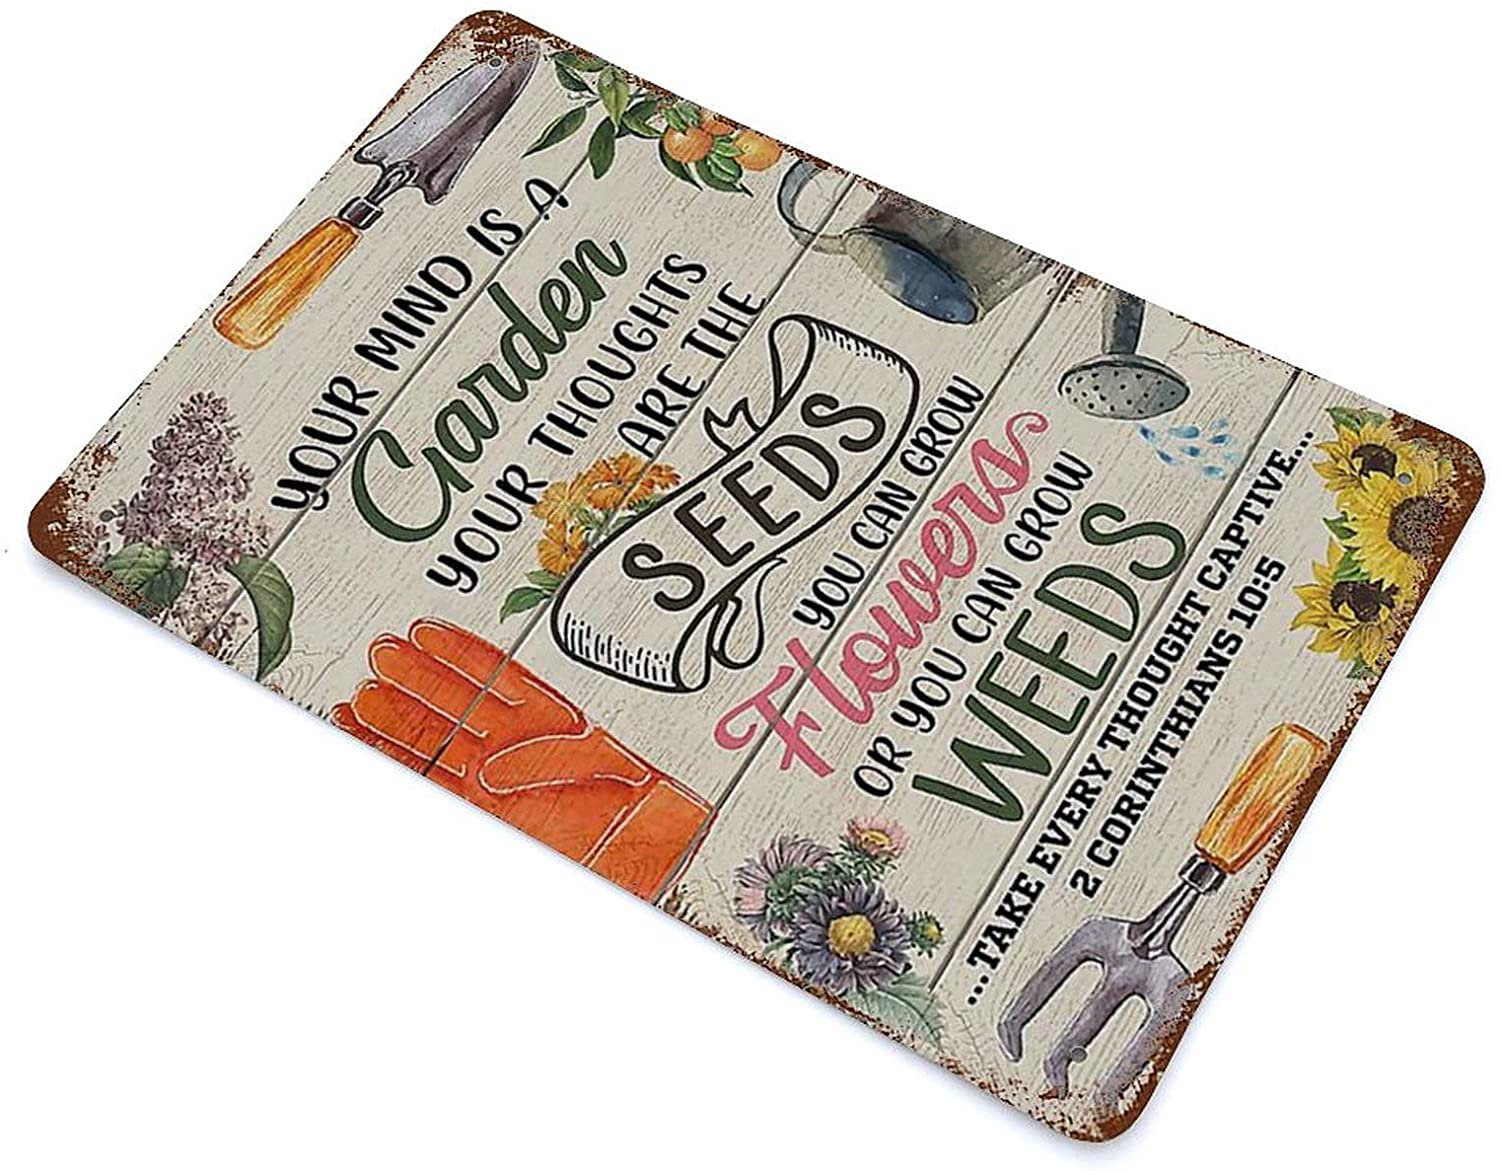 YOUR MIND IS A
Garden
YOUR THOUGHTS
ARE THE
SEEDS
YOU CAN GROW
Flowers
OR YOU CAN GROW
WEEDS
...TAKE EVERY THOUGHT CAPTIVE...
2 CORINTHIANS 10:5